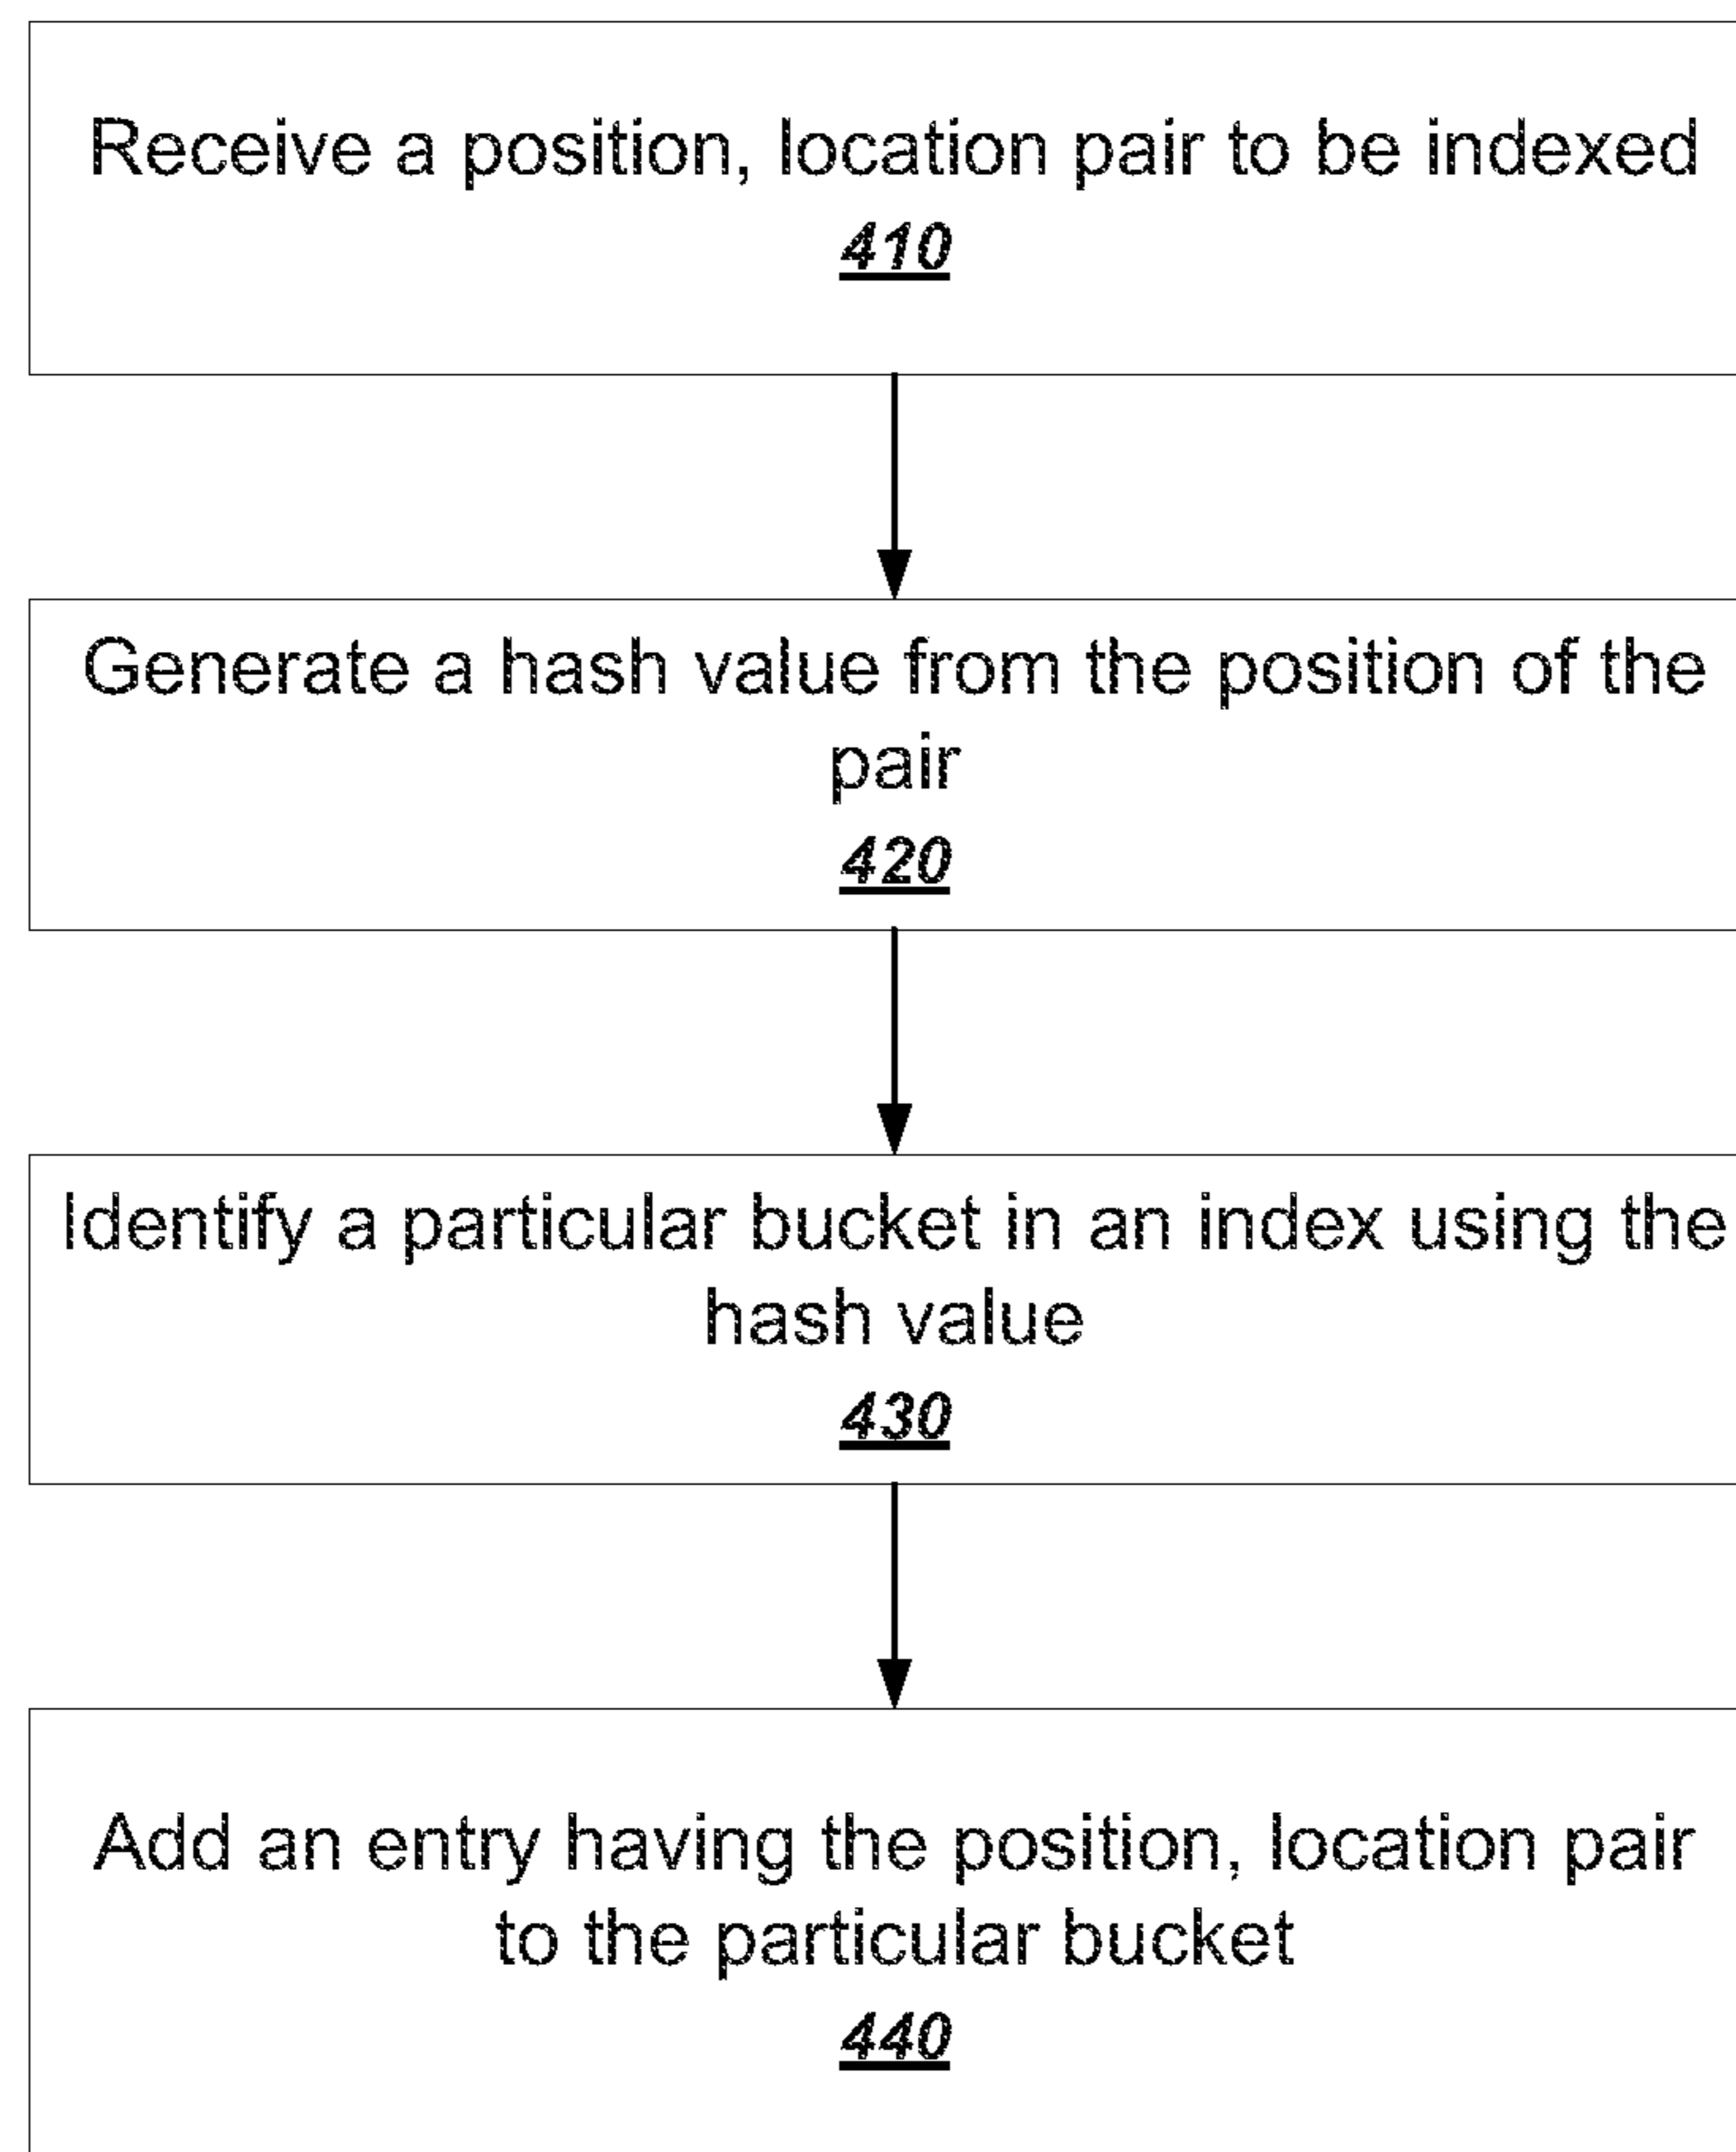 Receive a position, location pair to be indexed
410
Generate a hash value from the position of the
pair
420
Identify a particular bucket in an index using the
hash value
430
Add an entry having the position, location pair
to the particular bucket
440